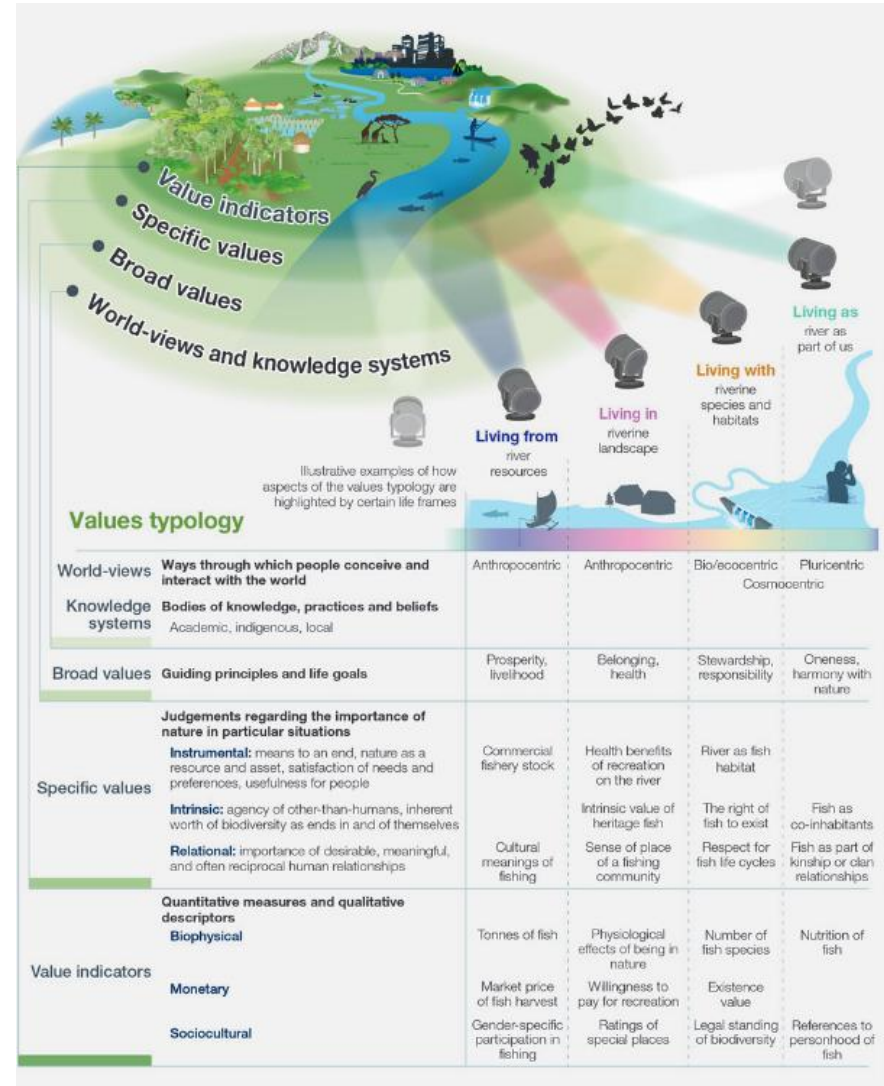 Value indicators
Specific values
Broad values
World-views and knowledge systems
Living as
river as
part of us
Living with
riverine
species and
habitats
Living in
riverine
landscape
Living from
river
resources
Illustrative examples of how
aspects of the values typology are
highlighted by certain life frames
Values typology
World-views
Ways through which people conceive and
interact with the world
Anthropocentric
Anthropocentric
Bio/ecocentric
Pluricentric
Cosmocentric
Knowledge
systems
Bodies of knowledge, practices and beliefs
Academic, indigenous, local
Broad values
Guiding principles and life goals
Prosperity,
livelihood
Belonging,
health
Stewardship,
responsibility
Oneness,
harmony with
nature
Specific values
Judgements regarding the importance of
nature in particular situations
Instrumental: means to an end, nature as a
resource and asset, satisfaction of needs and
preferences, usefulness for people
Commercial
fishery stock
Health benefits
of recreation
on the river
River as fish
habitat
Intrinsic: agency of other-than-humans, inherent
worth of biodiversity as ends in and of themselves
Intrinsic value of
heritage fish
The right of
fish to exist
Fish as
co-inhabitants
Relational: importance of desirable, meaningful,
and often reciprocal human relationships
Cultural
meanings of
fishing
Sense of place
of a fishing
community
Respect for
fish life cycles
Fish as part of
kinship or clan
relationships
Value indicators
Quantitative measures and qualitative
descriptors
Biophysical
Tonnes of fish
Physiological
effects of being in
nature
Number of
fish species
Nutrition of
fish
Monetary
Market price
of fish harvest
Willingness to
pay for recreation
Existence
value
Sociocultural
Gender-specific
participation in
fishing
Ratings of
special places
Legal standing
of biodiversity
References to
personhood of
fish